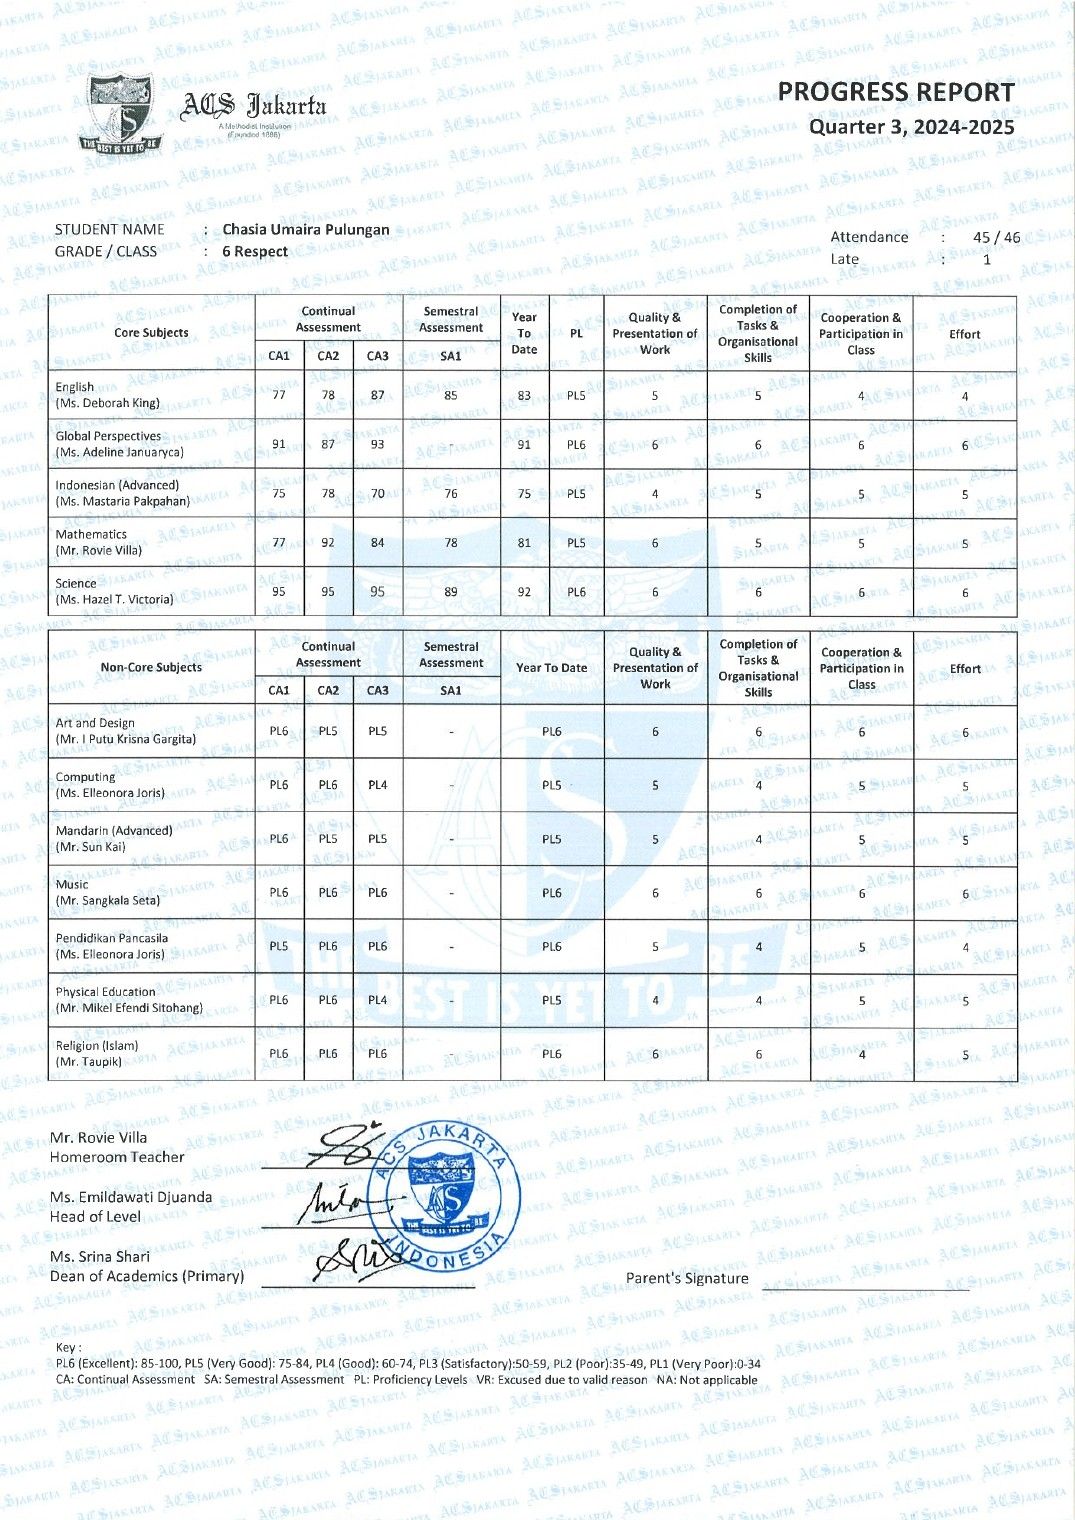 ACS Jakarta
A Methodist Institution
(Founded 1886)
THE BEST IS YET TO BE
PROGRESS REPORT
Quarter 3, 2024-2025
STUDENT NAME : Chasia Umaira Pulungan
GRADE / CLASS : 6 Respect
Attendance : 45 / 46
Late : 1
Core Subjects | Continual Assessment | Semestral Assessment | Year To Date | PL | Quality & Presentation of Work | Completion of Tasks & Organisational Skills | Cooperation & Participation in Class | Effort
CA1 CA2 CA3 SA1
English
(Ms. Deborah King) 77 78 87 85 83 PL5 5 5 4 4
Global Perspectives
(Ms. Adeline Januaryca) 91 87 93 - 91 PL6 6 6 6 6
Indonesian (Advanced)
(Ms. Mastaria Pakpahan) 75 78 70 76 75 PL5 4 5 5 5
Mathematics
(Mr. Rovie Villa) 77 92 84 78 81 PL5 6 5 5 5
Science
(Ms. Hazel T. Victoria) 95 95 95 89 92 PL6 6 6 6 6
Non-Core Subjects | Continual Assessment | Semestral Assessment | Year To Date | Quality & Presentation of Work | Completion of Tasks & Organisational Skills | Cooperation & Participation in Class | Effort
CA1 CA2 CA3 SA1
Art and Design
(Mr. I Putu Krisna Gargita) PL6 PL5 PL5 - PL6 6 6 6 6
Computing
(Ms. Elleonora Joris) PL6 PL6 PL4 - PL5 5 4 5 5
Mandarin (Advanced)
(Mr. Sun Kai) PL6 PL5 PL5 - PL5 5 4 5 5
Music
(Mr. Sangkala Seta) PL6 PL6 PL6 - PL6 6 6 6 6
Pendidikan Pancasila
(Ms. Elleonora Joris) PL5 PL6 PL6 - PL6 5 4 5 4
Physical Education
(Mr. Mikel Efendi Sitohang) PL6 PL6 PL4 - PL5 4 4 5 5
Religion (Islam)
(Mr. Taupik) PL6 PL6 PL6 - PL6 6 6 4 5
Mr. Rovie Villa
Homeroom Teacher
Ms. Emildawati Djuanda
Head of Level
Ms. Srina Shari
Dean of Academics (Primary)
ACS JAKARTA
INDONESIA
Parent's Signature
Key :
PL6 (Excellent): 85-100, PL5 (Very Good): 75-84, PL4 (Good): 60-74, PL3 (Satisfactory):50-59, PL2 (Poor):35-49, PL1 (Very Poor):0-34
CA: Continual Assessment SA: Semestral Assessment PL: Proficiency Levels VR: Excused due to valid reason NA: Not applicable